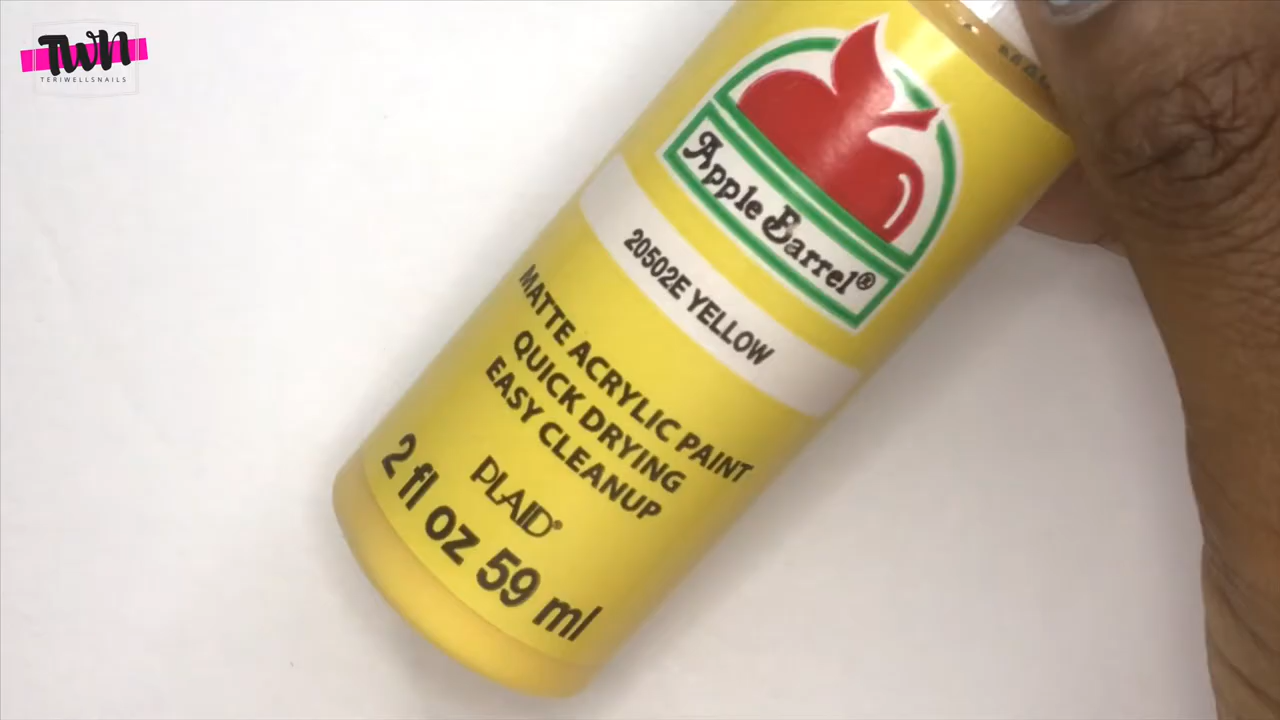 TWN
TERIWELLSNAILS
Apple Barrel®
20502E YELLOW
MATTE ACRYLIC PAINT
QUICK DRYING
EASY CLEANUP
PLAID®
2 fl oz 59 ml